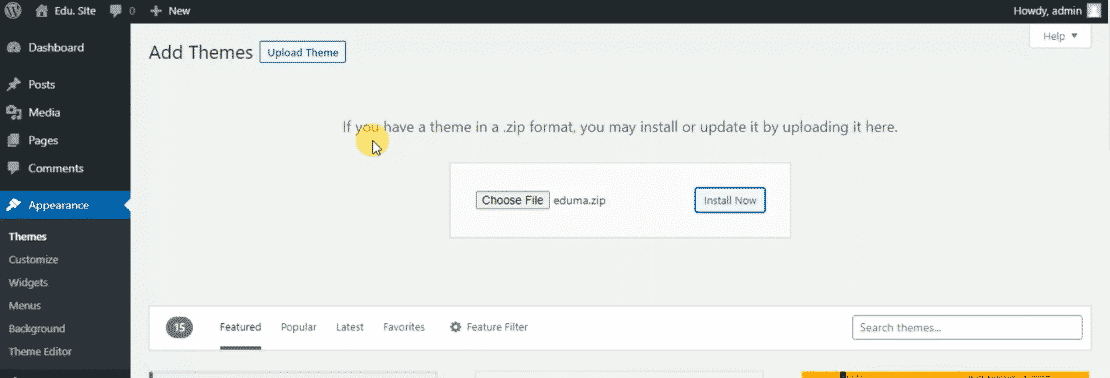 Edu. Site 0 New Howdy, admin
Dashboard
Posts
Media
Pages
Comments
Appearance
Themes
Customize
Widgets
Menus
Background
Theme Editor
Add Themes Upload Theme Help
If you have a theme in a .zip format, you may install or update it by uploading it here.
Choose File eduma.zip Install Now
15 Featured Popular Latest Favorites Feature Filter Search themes...